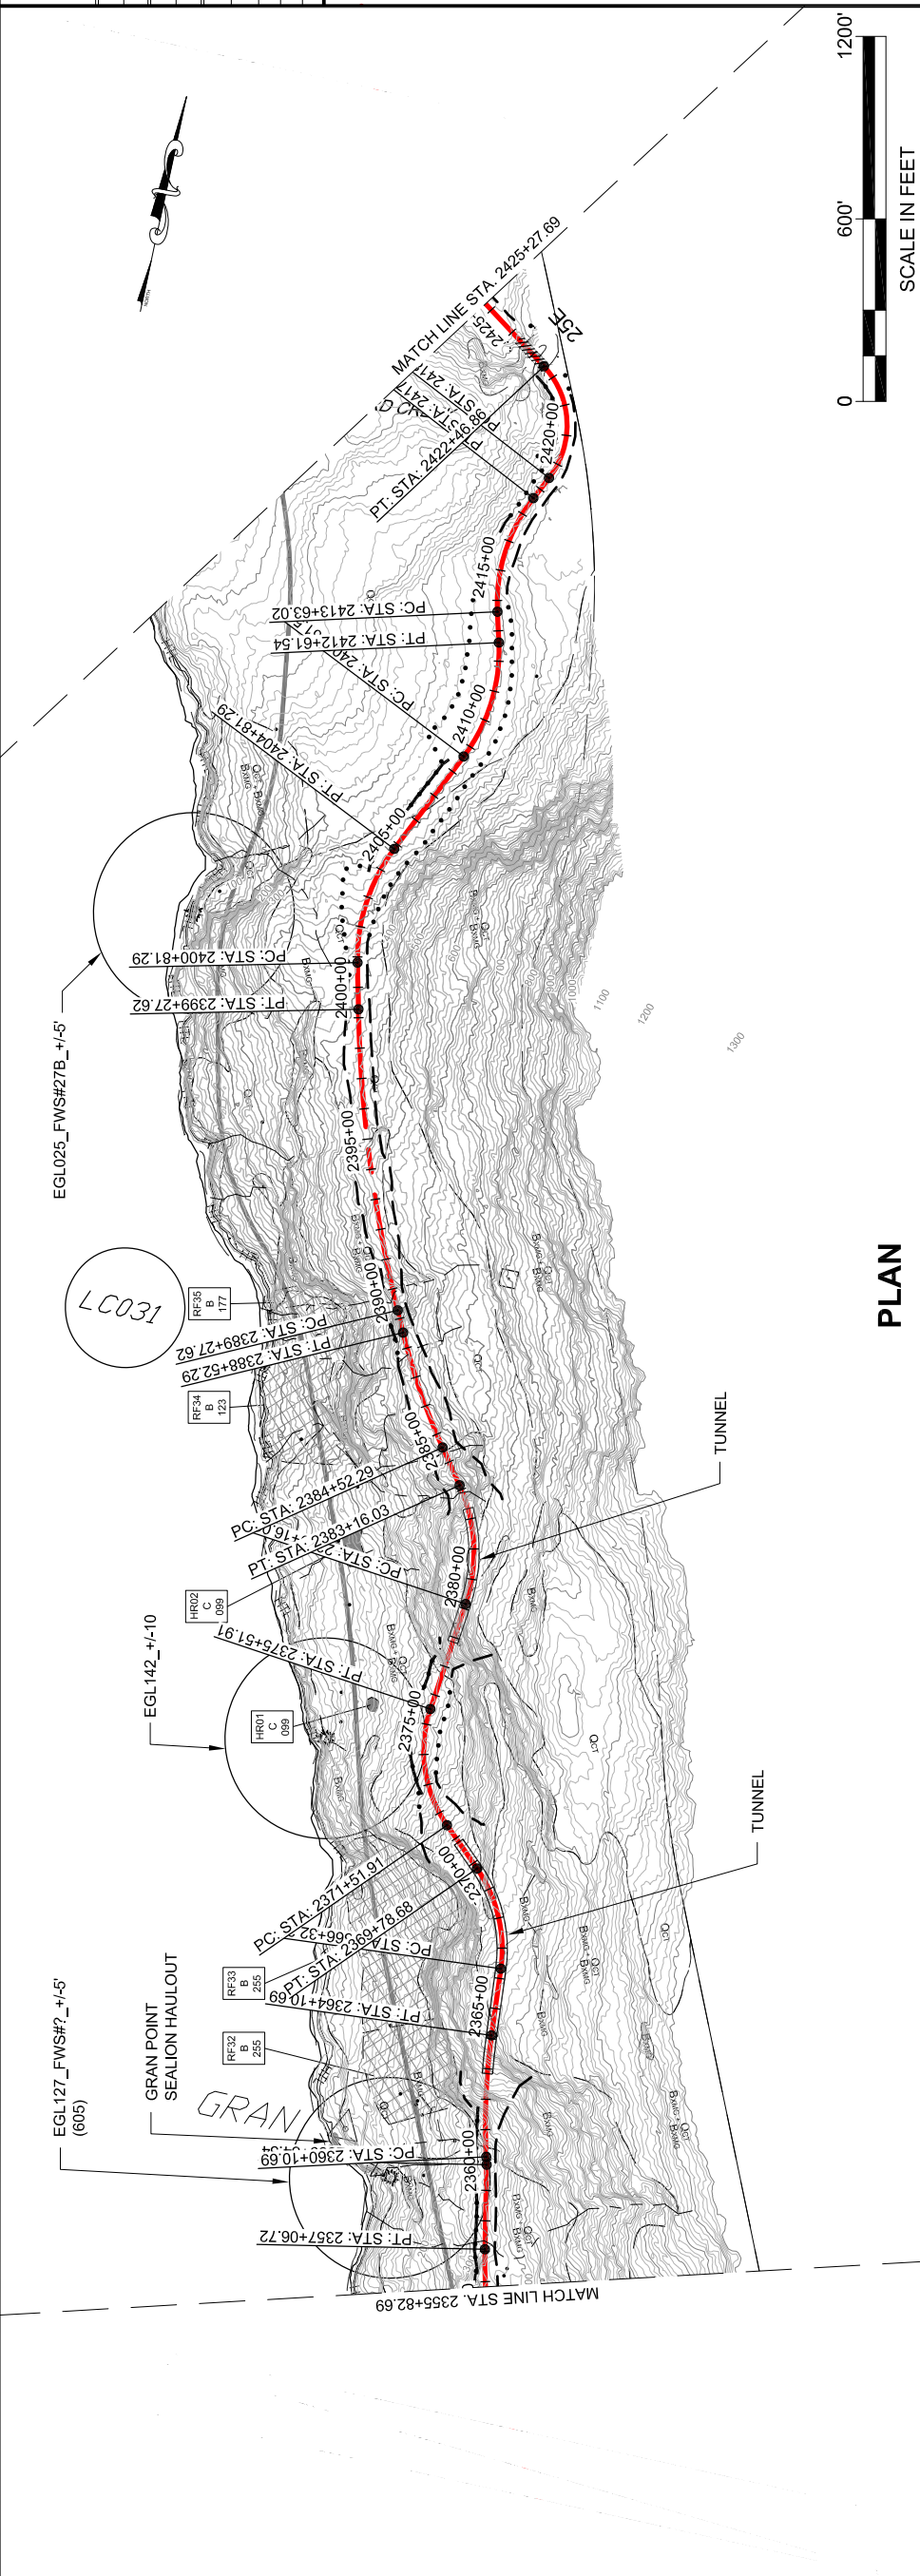 1200'
600'
0
SCALE IN FEET
NORTH
MATCH LINE STA. 2425+27.69
25E
2425
PT: STA: 2422+46.86
2420+00
2415+00
PC: STA: 2413+63.02
PT: STA: 2412+61.54
2410+00
PT: STA: 2404+81.29
2405+00
PC: STA: 2400+81.29
2400+00
PT: STA: 2399+27.62
EGL025_FWS#27B_+/-5'
1100
1200
1300
2395+00
LC031
RF35
B
177
2390+00
PC: STA: 2389+27.62
PT: STA: 2388+52.29
RF34
B
123
2385+00
PC: STA: 2384+52.29
PT: STA: 2383+16.03
TUNNEL
2380+00
HR02
C
099
EGL142_+/-10
PT: STA: 2375+51.91
HR01
C
099
2375+00
2370+00
PC: STA: 2371+51.91
PT: STA: 2369+78.68
TUNNEL
RF33
B
255
2365+00
PT: STA: 2364+10.69
RF32
B
255
GRAN POINT
SEALION HAULOUT
EGL127_FWS#?_+/-5'
(605)
GRAN
2360+00
PC: STA: 2360+10.69
PT: STA: 2357+06.72
MATCH LINE STA. 2355+82.69
QCT
BXMG
BXMG + BXMG
PLAN